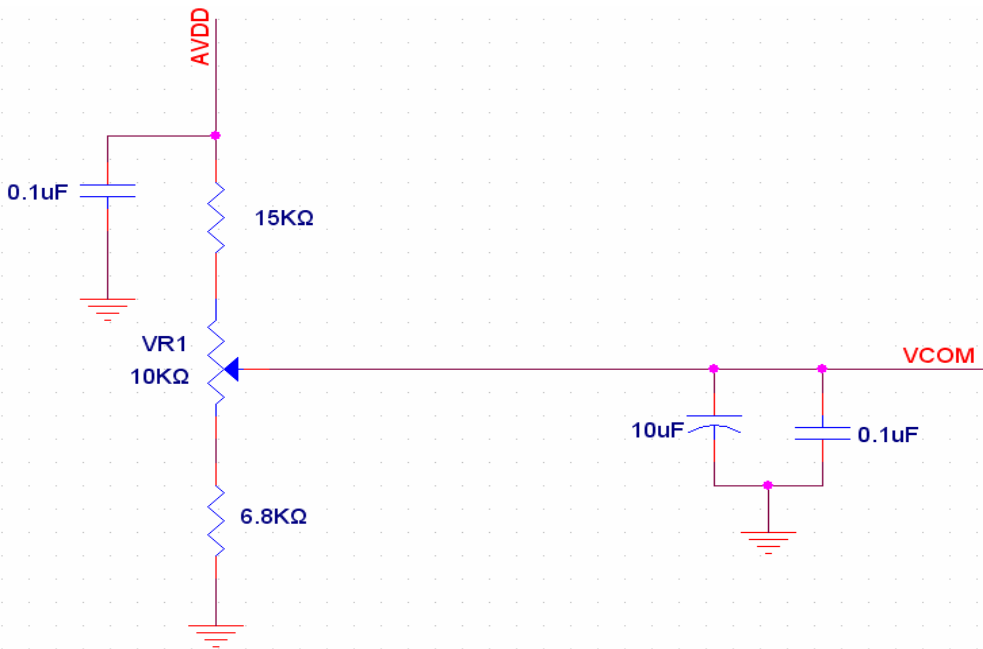 AVDD
0.1uF
15KΩ
VR1
10KΩ
VCOM
10uF
0.1uF
6.8KΩ